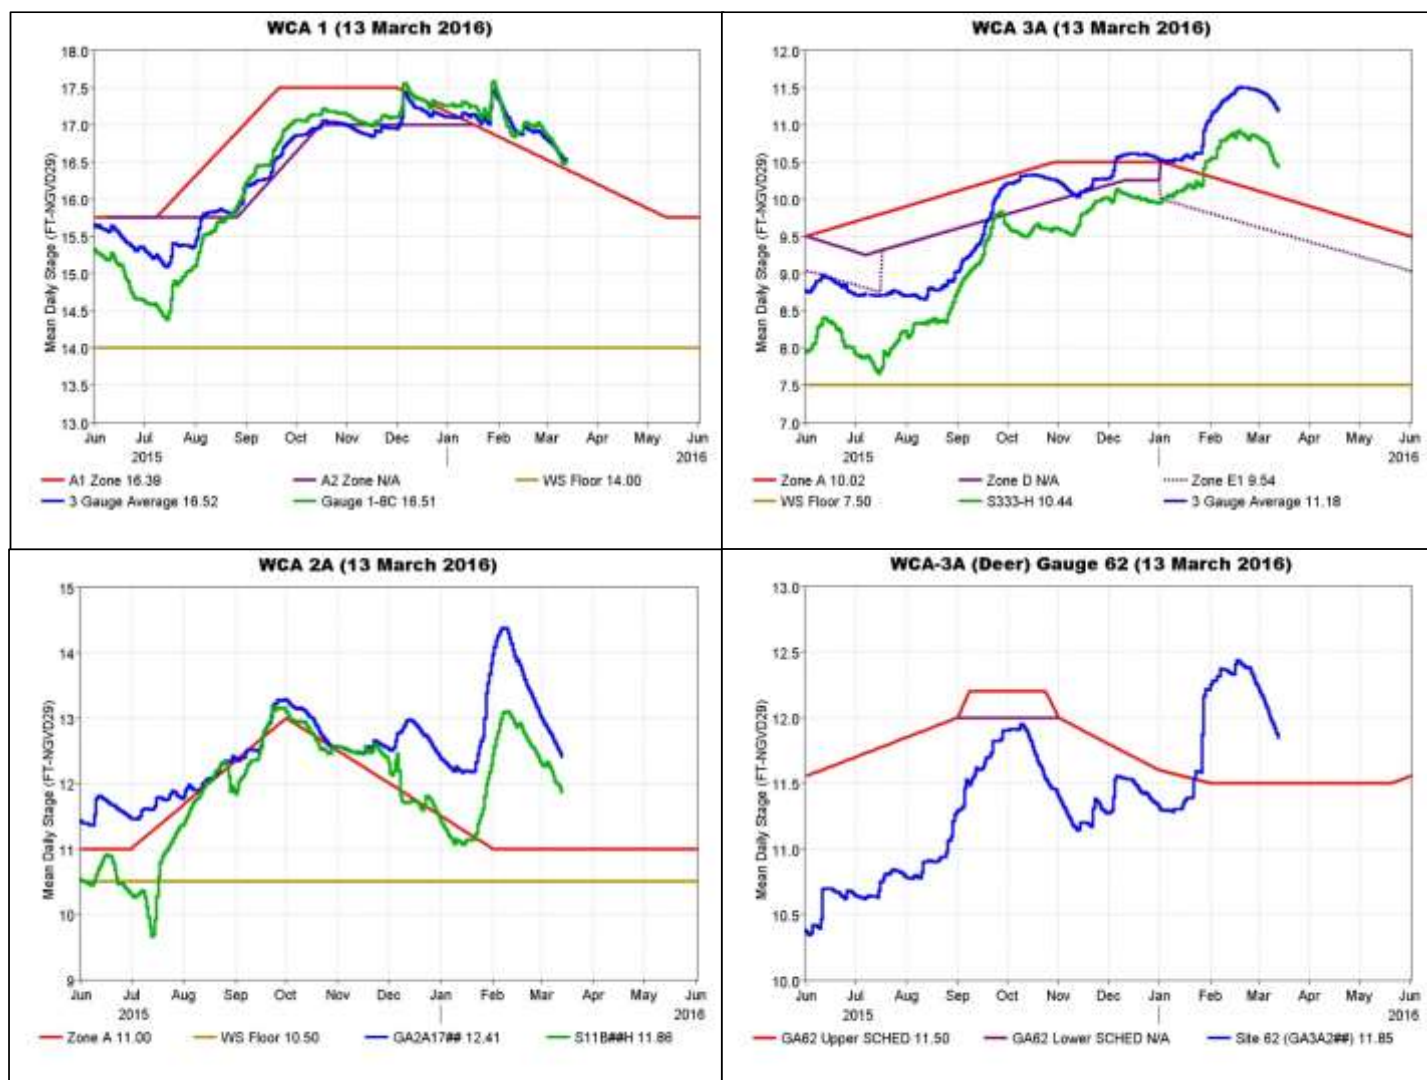 WCA 1 (13 March 2016)
18.0
17.5
17.0
16.5
16.0
15.5
15.0
14.5
14.0
13.5
13.0
Mean Daily Stage (FT-NGVD29)
Jun Jul Aug Sep Oct Nov Dec Jan Feb Mar Apr May Jun
2015 2016
A1 Zone 16.39 A2 Zone N/A WS Floor 14.00
3 Gauge Average 16.52 Gauge 1-8C 16.51
WCA 3A (13 March 2016)
12.0
11.5
11.0
10.5
10.0
9.5
9.0
8.5
8.0
7.5
7.0
Mean Daily Stage (FT-NGVD29)
Jun Jul Aug Sep Oct Nov Dec Jan Feb Mar Apr May Jun
2015 2016
Zone A 10.02 Zone D N/A Zone E1 9.54
WS Floor 7.50 S333-H 10.44 3 Gauge Average 11.18
WCA 2A (13 March 2016)
15
14
13
12
11
10
9
Mean Daily Stage (FT-NGVD29)
Jun Jul Aug Sep Oct Nov Dec Jan Feb Mar Apr May Jun
2015 2016
Zone A 11.00 WS Floor 10.50 GA2A17## 12.41 S11B##H 11.86
WCA-3A (Deer) Gauge 62 (13 March 2016)
13.0
12.5
12.0
11.5
11.0
10.5
10.0
Mean Daily Stage (FT-NGVD29)
Jun Jul Aug Sep Oct Nov Dec Jan Feb Mar Apr May Jun
2015 2016
GA62 Upper SCHED 11.50 GA62 Lower SCHED N/A Site 62 (GA3A2##) 11.85